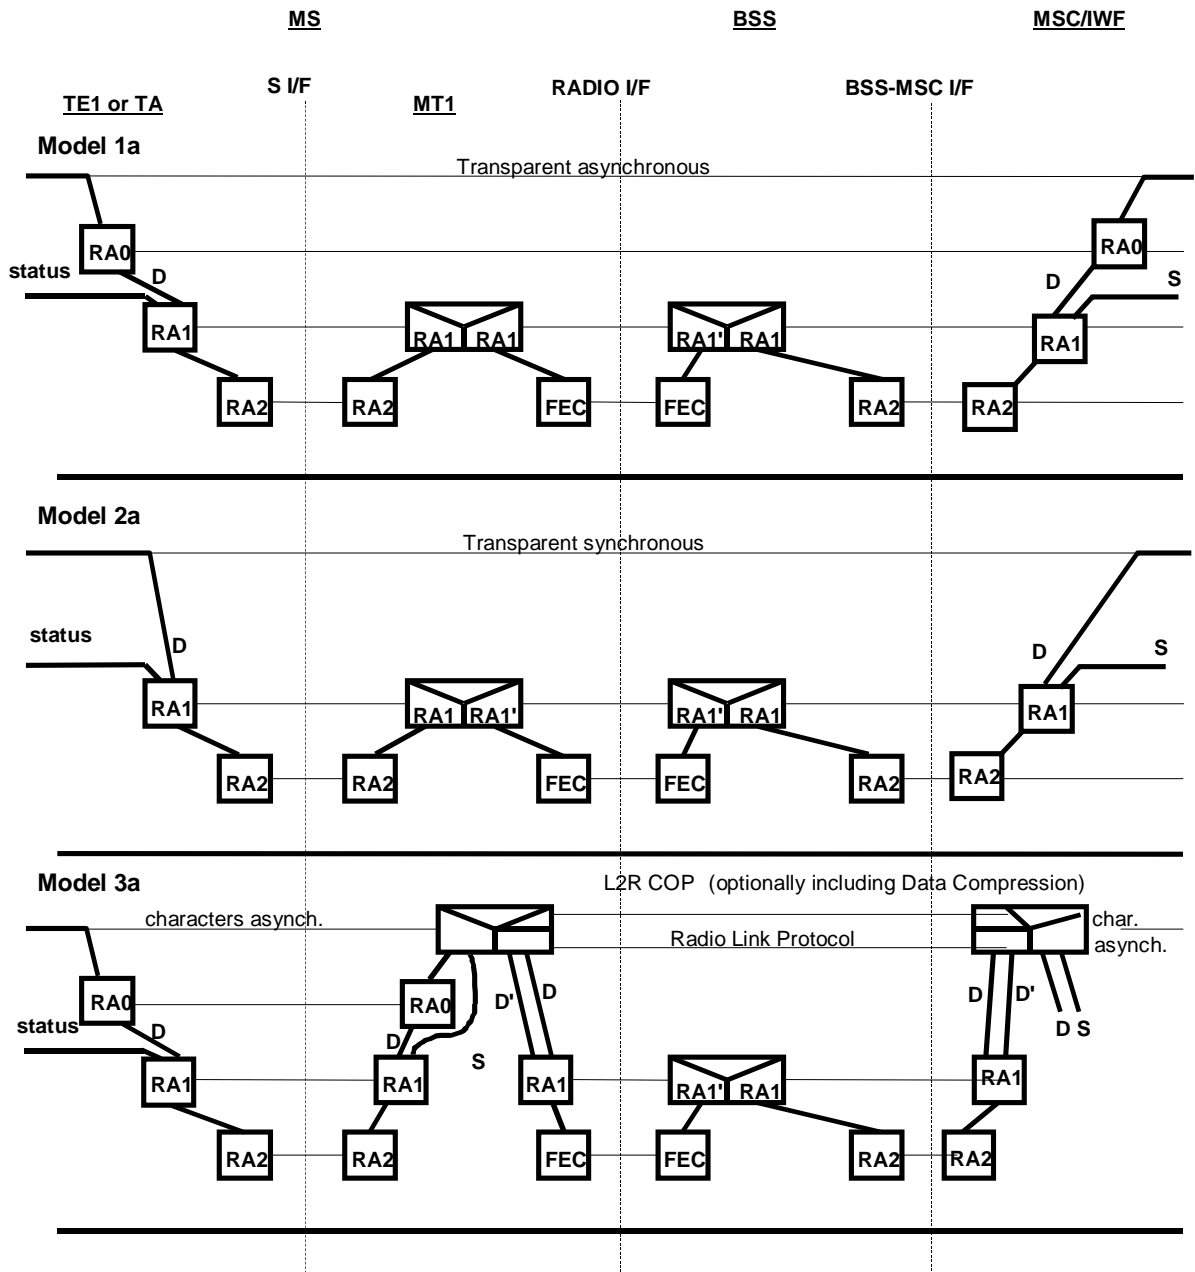 MS BSS MSC/IWF
S I/F RADIO I/F BSS-MSC I/F
TE1 or TA MT1
Model 1a
Transparent asynchronous
RA0 RA0
status D D S
RA1 RA1 RA1 RA1' RA1 RA1
RA2 RA2 FEC FEC RA2 RA2
Model 2a
Transparent synchronous
status D D S
RA1 RA1 RA1' RA1' RA1 RA1
RA2 RA2 FEC FEC RA2 RA2
Model 3a
L2R COP (optionally including Data Compression)
characters asynch. char.
Radio Link Protocol asynch.
RA0 RA0 D' D D D'
status D D S D S
RA1 RA1 RA1 RA1' RA1 RA1
RA2 RA2 FEC FEC RA2 RA2